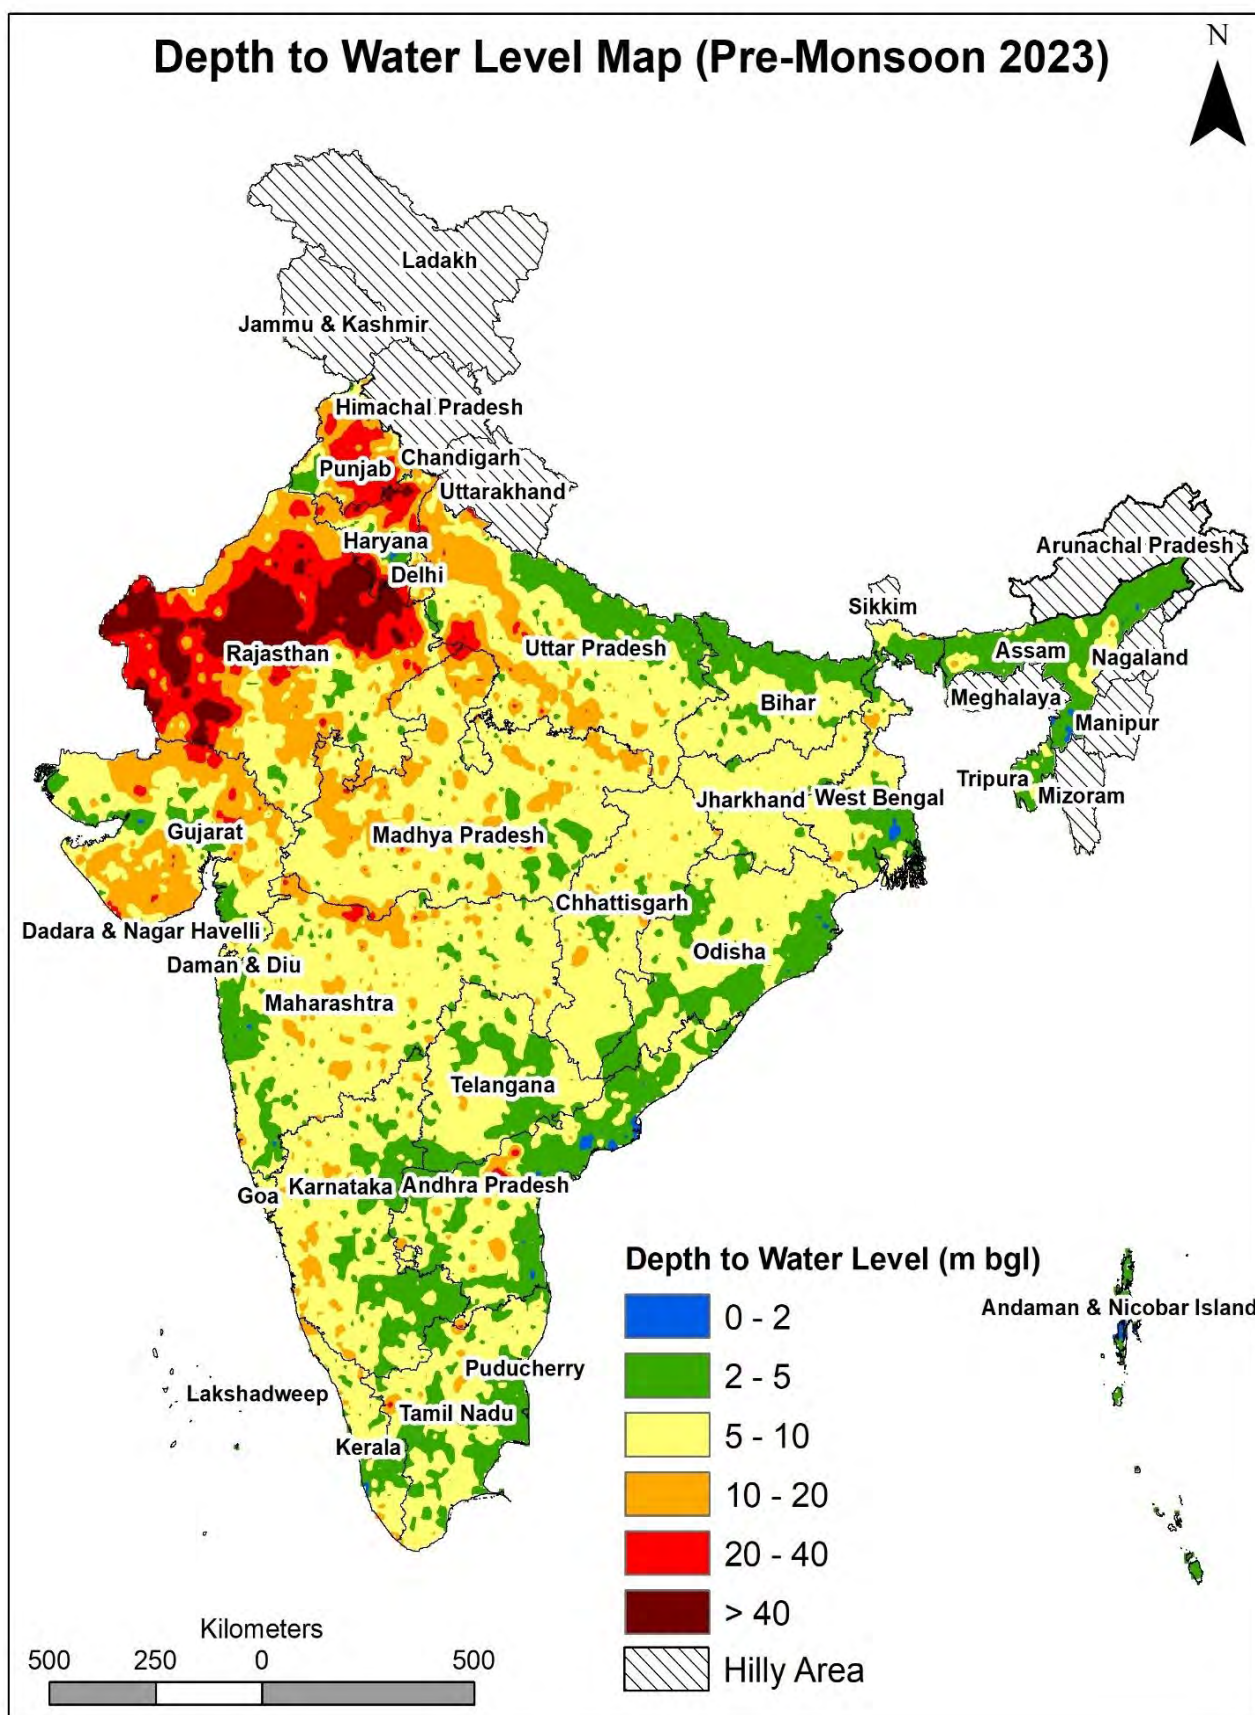 Depth to Water Level Map (Pre-Monsoon 2023)
N
Ladakh
Jammu & Kashmir
Himachal Pradesh
Chandigarh
Punjab
Uttarakhand
Haryana
Delhi
Arunachal Pradesh
Sikkim
Rajasthan
Uttar Pradesh
Assam
Nagaland
Meghalaya
Bihar
Manipur
Tripura
Mizoram
Jharkhand
West Bengal
Gujarat
Madhya Pradesh
Chhattisgarh
Dadara & Nagar Havelli
Odisha
Daman & Diu
Maharashtra
Telangana
Goa
Karnataka
Andhra Pradesh
Andaman & Nicobar Island
Puducherry
Lakshadweep
Tamil Nadu
Kerala
Depth to Water Level (m bgl)
0 - 2
2 - 5
5 - 10
10 - 20
20 - 40
> 40
Hilly Area
Kilometers
500 250 0 500